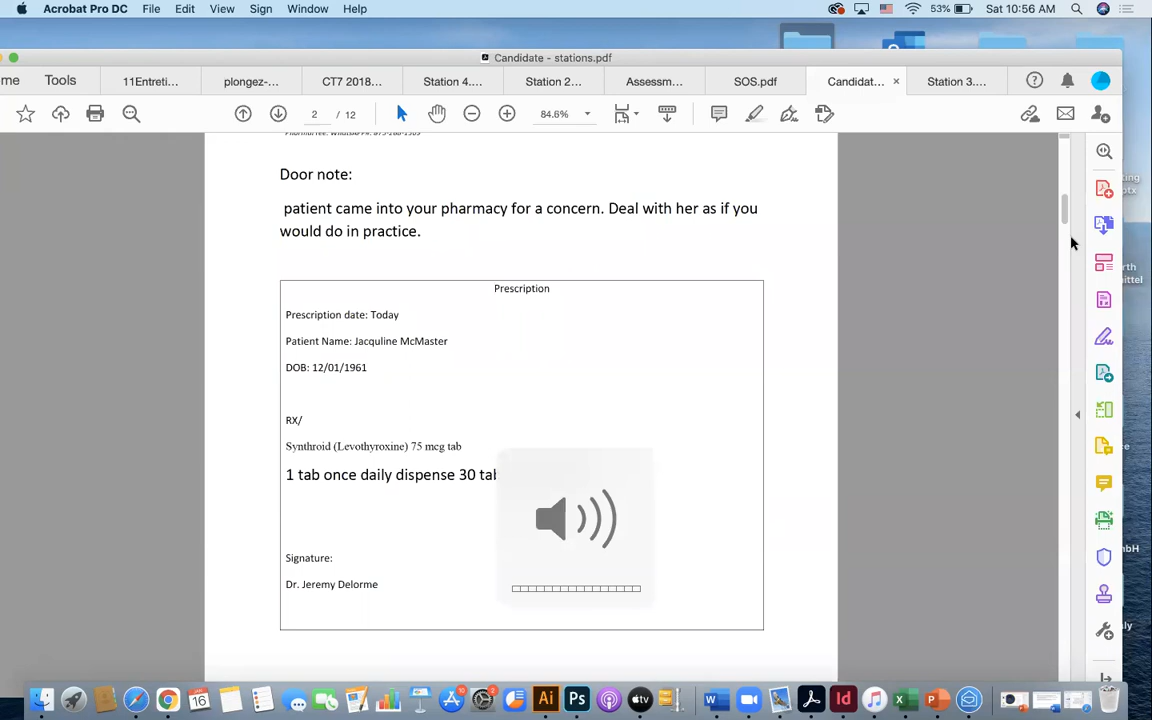 Acrobat Pro DC File Edit View Sign Window Help
53% Sat 10:56 AM
Candidate - stations.pdf
me Tools 11Entreti... plongez-... CT7 2018... Station 4.... Station 2... Assessm... SOS.pdf Candidat... × Station 3....
2 / 12 84.6%
Door note:
patient came into your pharmacy for a concern. Deal with her as if you
would do in practice.
Prescription
Prescription date: Today
Patient Name: Jacquline McMaster
DOB: 12/01/1961
RX/
Synthroid (Levothyroxine) 75 mcg tab
1 tab once daily dispense 30 tab
Signature:
Dr. Jeremy Delorme